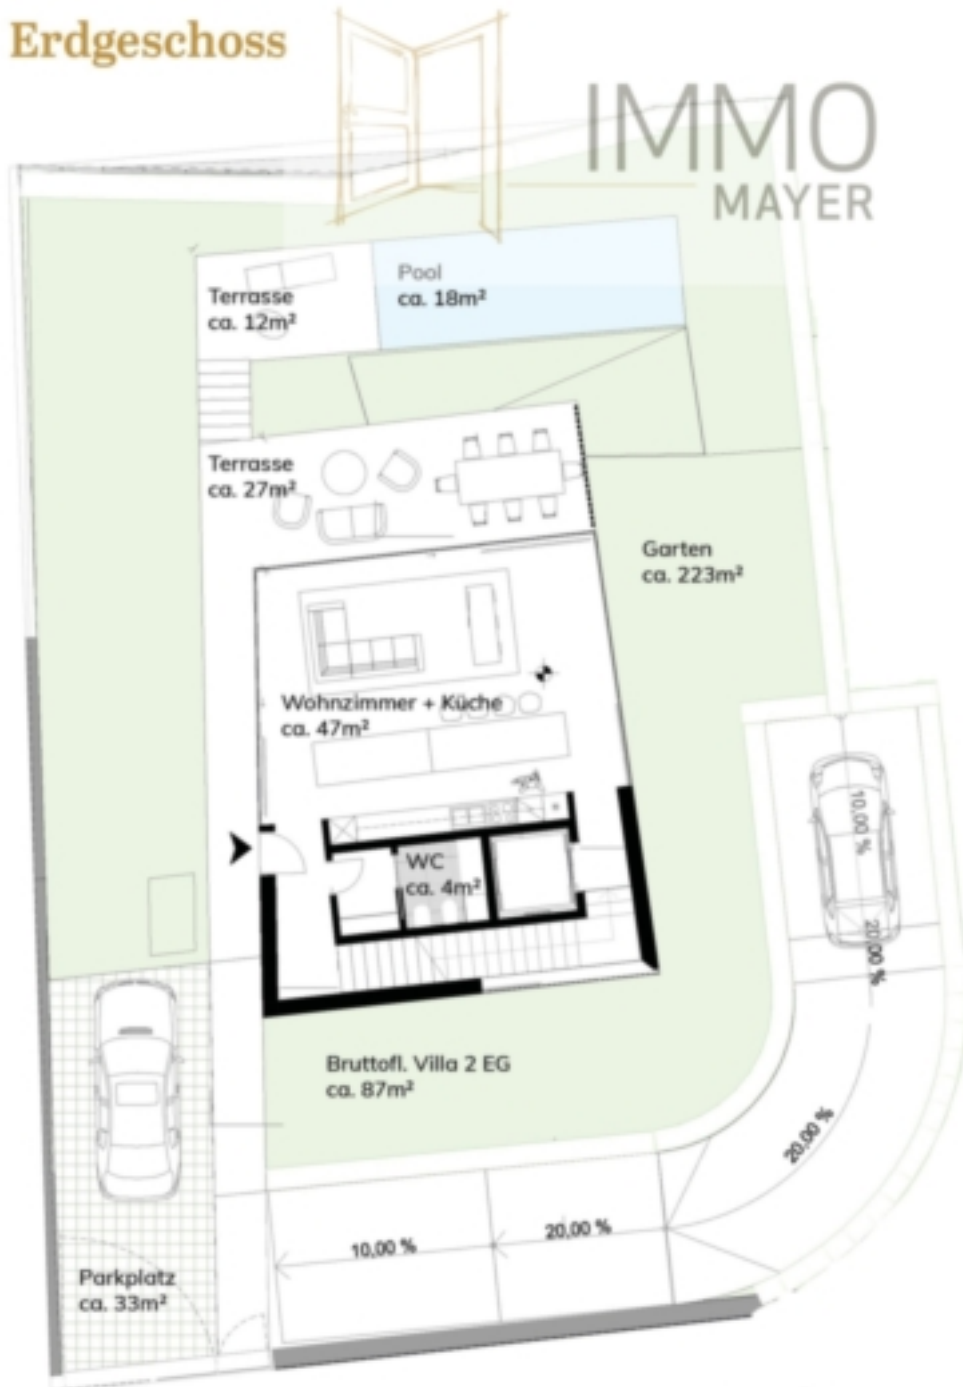 Erdgeschoss
IMMO
MAYER
Pool
ca. 18m²
Terrasse
ca. 12m²
Terrasse
ca. 27m²
Garten
ca. 223m²
Wohnzimmer + Küche
ca. 47m²
10,00 %
WC
ca. 4m²
20,00 %
Bruttofl. Villa 2 EG
ca. 87m²
20,00 %
20,00 %
10,00 %
Parkplatz
ca. 33m²